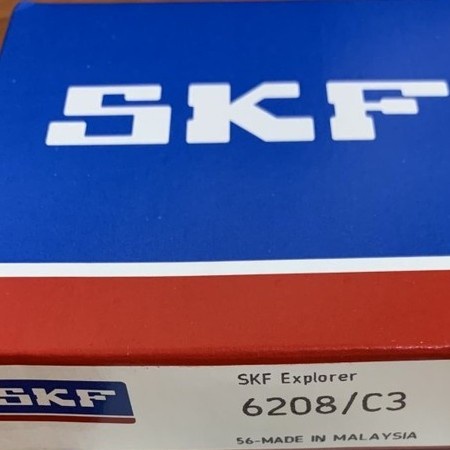 SKF
SKF
SKF Explorer
6208/C3
56-MADE IN MALAYSIA